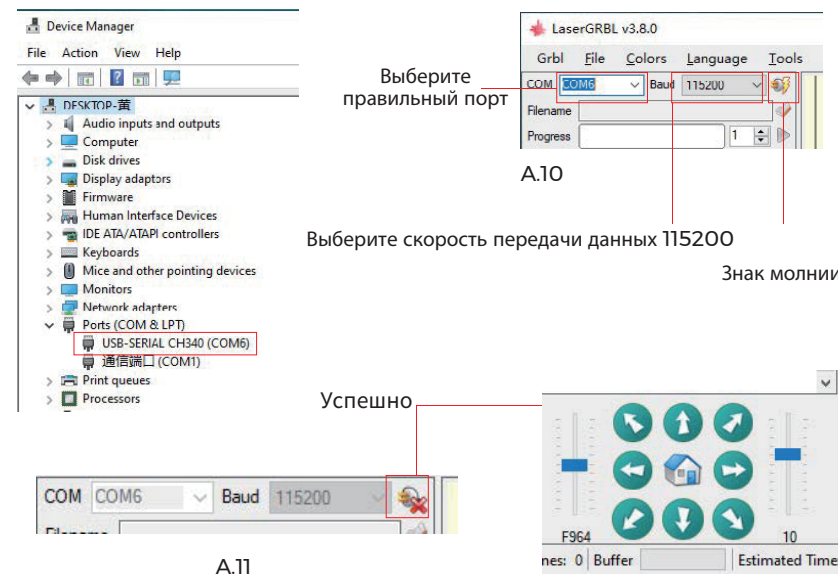 Device Manager
File Action View Help
DESKTOP-黄
Audio inputs and outputs
Computer
Disk drives
Display adaptors
Firmware
Human Interface Devices
IDE ATA/ATAPI controllers
Keyboards
Mice and other pointing devices
Monitors
Network adapters
Ports (COM & LPT)
USB-SERIAL CH340 (COM6)
通信端口 (COM1)
Print queues
Processors
Выберите
правильный порт
LaserGRBL v3.8.0
Grbl File Colors Language Tools
COM COM6 Baud 115200
Filename
Progress 1
A.10
Выберите скорость передачи данных 115200
Знак молнии
Успешно
COM COM6 Baud 115200
A.11
F964 10
nes: 0 Buffer Estimated Time